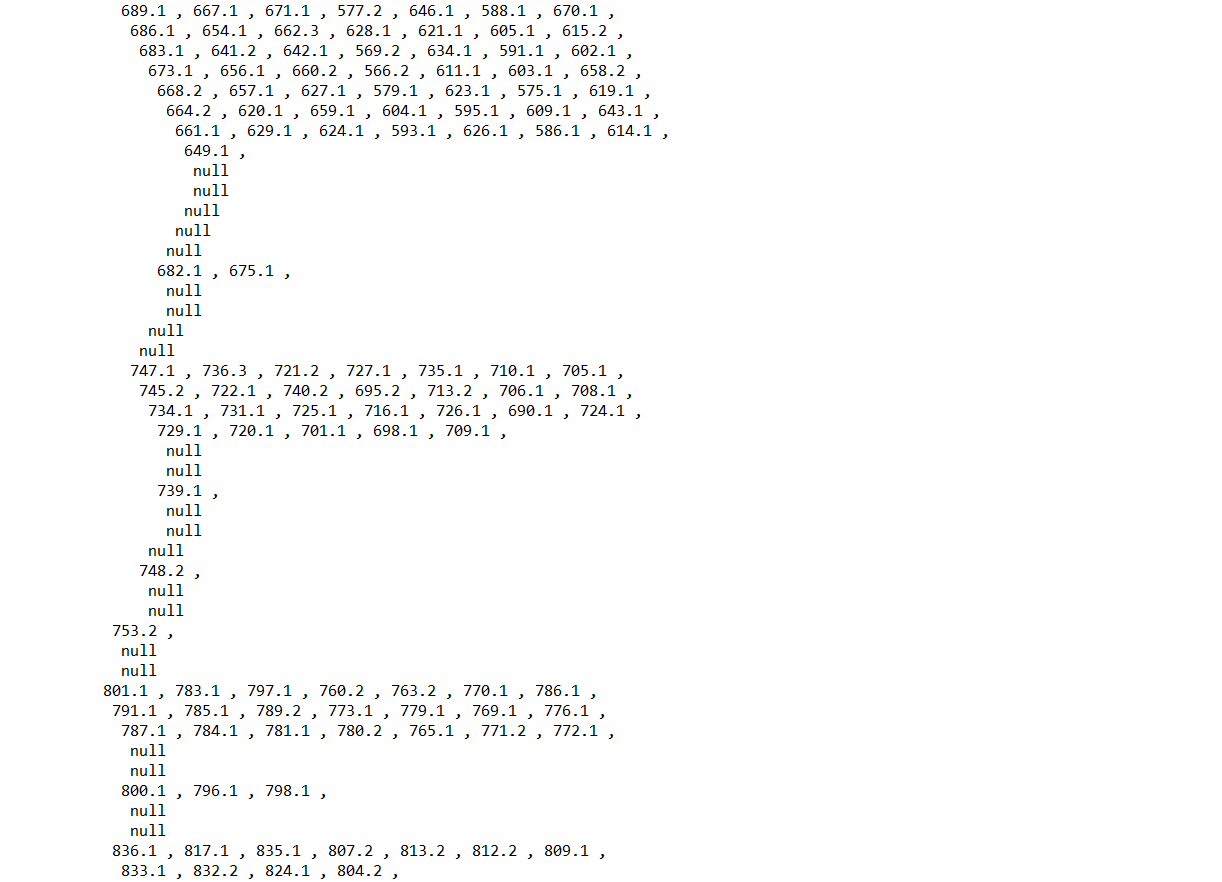 689.1 , 667.1 , 671.1 , 577.2 , 646.1 , 588.1 , 670.1 ,
686.1 , 654.1 , 662.3 , 628.1 , 621.1 , 605.1 , 615.2 ,
683.1 , 641.2 , 642.1 , 569.2 , 634.1 , 591.1 , 602.1 ,
673.1 , 656.1 , 660.2 , 566.2 , 611.1 , 603.1 , 658.2 ,
668.2 , 657.1 , 627.1 , 579.1 , 623.1 , 575.1 , 619.1 ,
664.2 , 620.1 , 659.1 , 604.1 , 595.1 , 609.1 , 643.1 ,
661.1 , 629.1 , 624.1 , 593.1 , 626.1 , 586.1 , 614.1 ,
649.1 ,
null
null
null
null
null
682.1 , 675.1 ,
null
null
null
null
747.1 , 736.3 , 721.2 , 727.1 , 735.1 , 710.1 , 705.1 ,
745.2 , 722.1 , 740.2 , 695.2 , 713.2 , 706.1 , 708.1 ,
734.1 , 731.1 , 725.1 , 716.1 , 726.1 , 690.1 , 724.1 ,
729.1 , 720.1 , 701.1 , 698.1 , 709.1 ,
null
null
739.1 ,
null
null
null
748.2 ,
null
null
753.2 ,
null
null
801.1 , 783.1 , 797.1 , 760.2 , 763.2 , 770.1 , 786.1 ,
791.1 , 785.1 , 789.2 , 773.1 , 779.1 , 769.1 , 776.1 ,
787.1 , 784.1 , 781.1 , 780.2 , 765.1 , 771.2 , 772.1 ,
null
null
800.1 , 796.1 , 798.1 ,
null
null
836.1 , 817.1 , 835.1 , 807.2 , 813.2 , 812.2 , 809.1 ,
833.1 , 832.2 , 824.1 , 804.2 ,